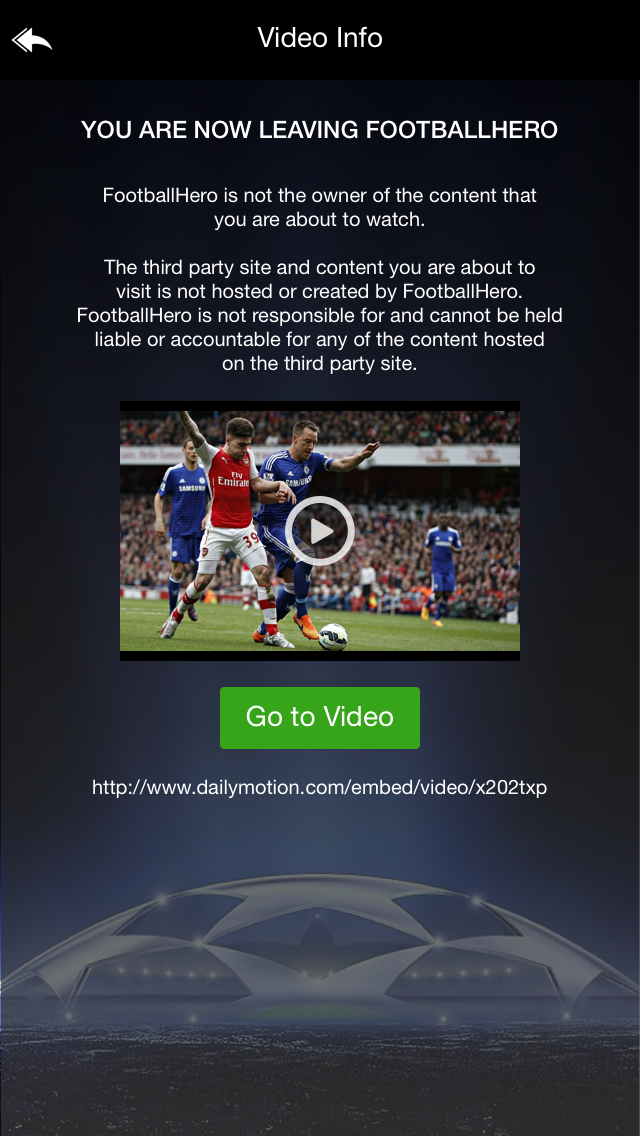 Video Info
YOU ARE NOW LEAVING FOOTBALLHERO
FootballHero is not the owner of the content that
you are about to watch.
The third party site and content you are about to
visit is not hosted or created by FootballHero.
FootballHero is not responsible for and cannot be held
liable or accountable for any of the content hosted
on the third party site.
SAMSUNG
Fly
Emirates
SAMSUNG
39
Go to Video
http://www.dailymotion.com/embed/video/x202txp